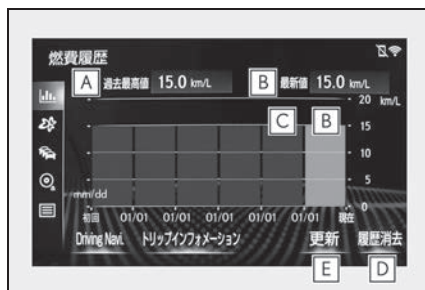 燃費履歴
A 過去最高値 15.0 km/L B 最新値 15.0 km/L
20 km/L
C B
15
10
5
0
mm/dd
初回 01/01 01/01 01/01 01/01 01/01 現在
Driving Navi. トリップインフォメーション 更新 履歴消去
E D